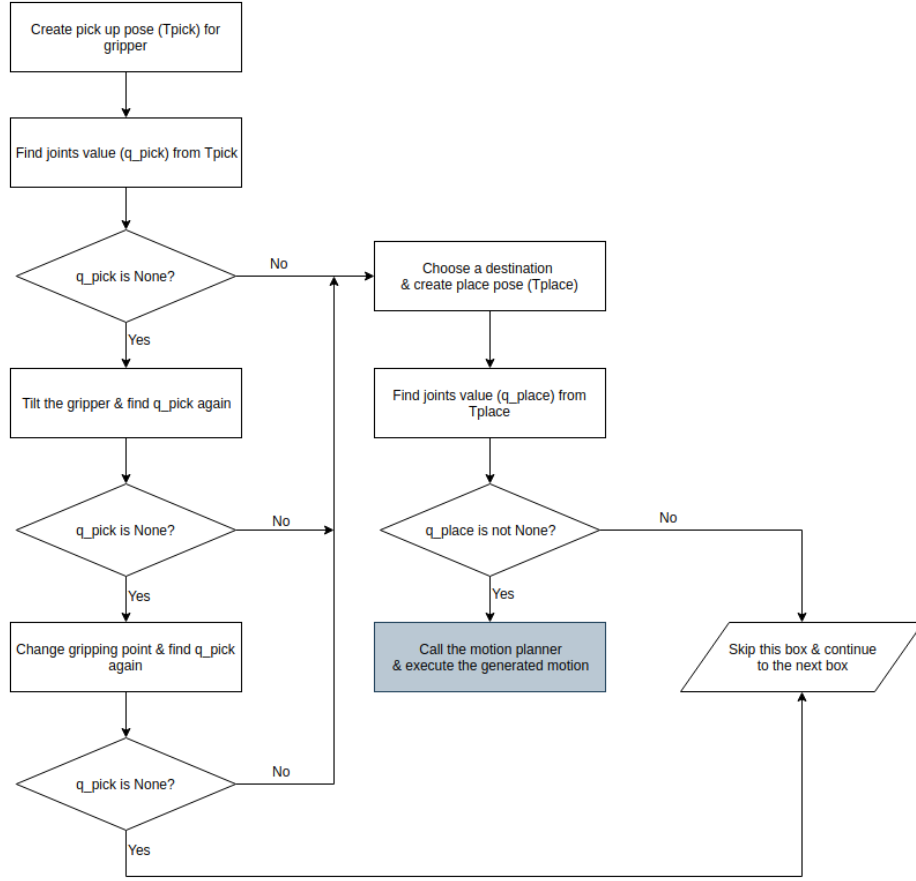 Create pick up pose (Tpick) for
gripper
Find joints value (q_pick) from Tpick
q_pick is None?
No
Choose a destination
& create place pose (Tplace)
Yes
Tilt the gripper & find q_pick again
Find joints value (q_place) from
Tplace
q_pick is None?
No
q_place is not None?
No
Yes
Yes
Change gripping point & find q_pick
again
Call the motion planner
& execute the generated motion
Skip this box & continue
to the next box
q_pick is None?
No
Yes